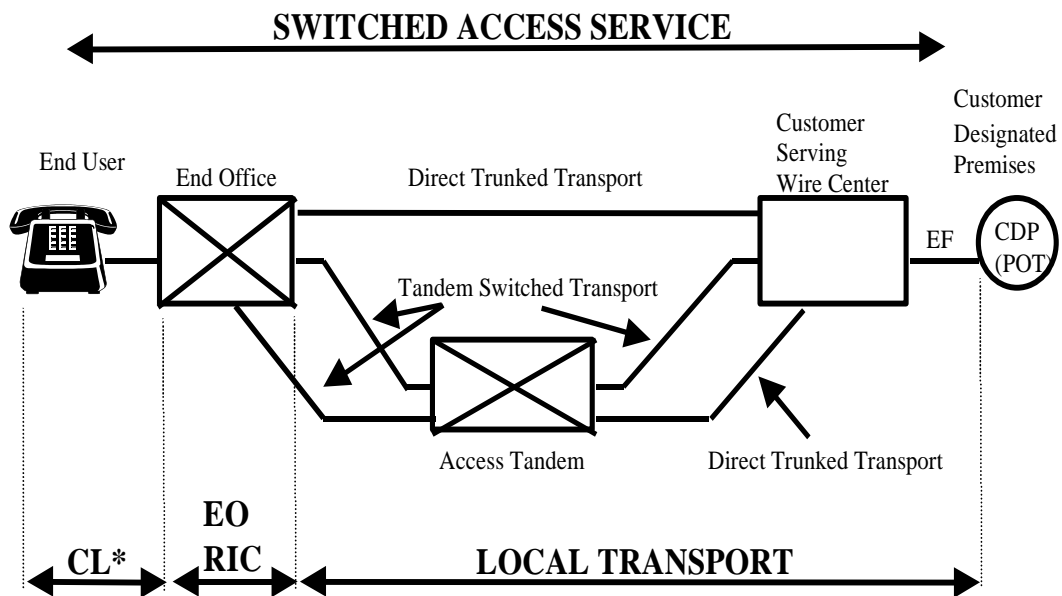 SWITCHED ACCESS SERVICE
Customer
Designated
Premises
Customer
Serving
Wire Center
End User
End Office
Direct Trunked Transport
EF
CDP
(POT)
Tandem Switched Transport
Access Tandem
Direct Trunked Transport
EO
RIC
CL*
LOCAL TRANSPORT